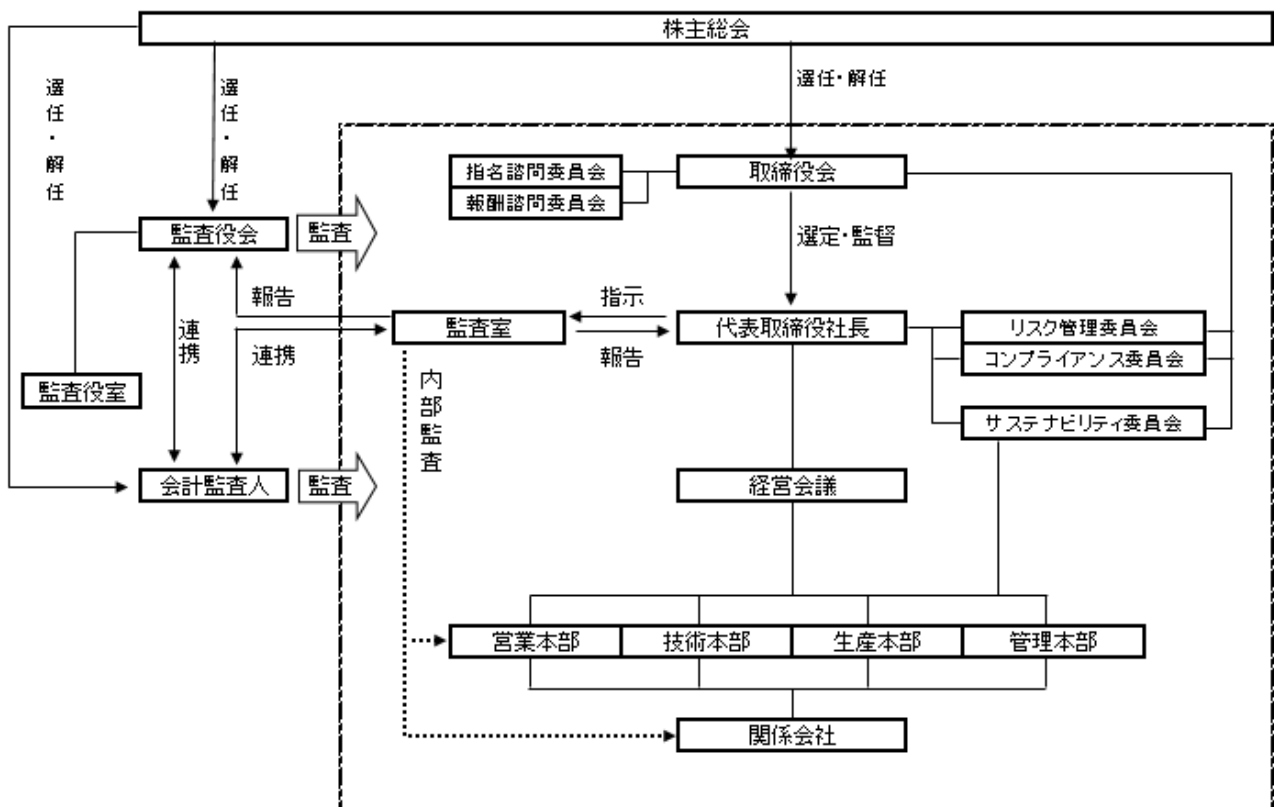 株主総会
選任・解任
選任・解任
選任・解任
指名諮問委員会
報酬諮問委員会
取締役会
監査役会
監査
選定・監督
報告
指示
連携
監査室
代表取締役社長
リスク管理委員会
連携
報告
コンプライアンス委員会
監査役室
内部監査
サステナビリティ委員会
会計監査人
監査
経営会議
営業本部
技術本部
生産本部
管理本部
関係会社